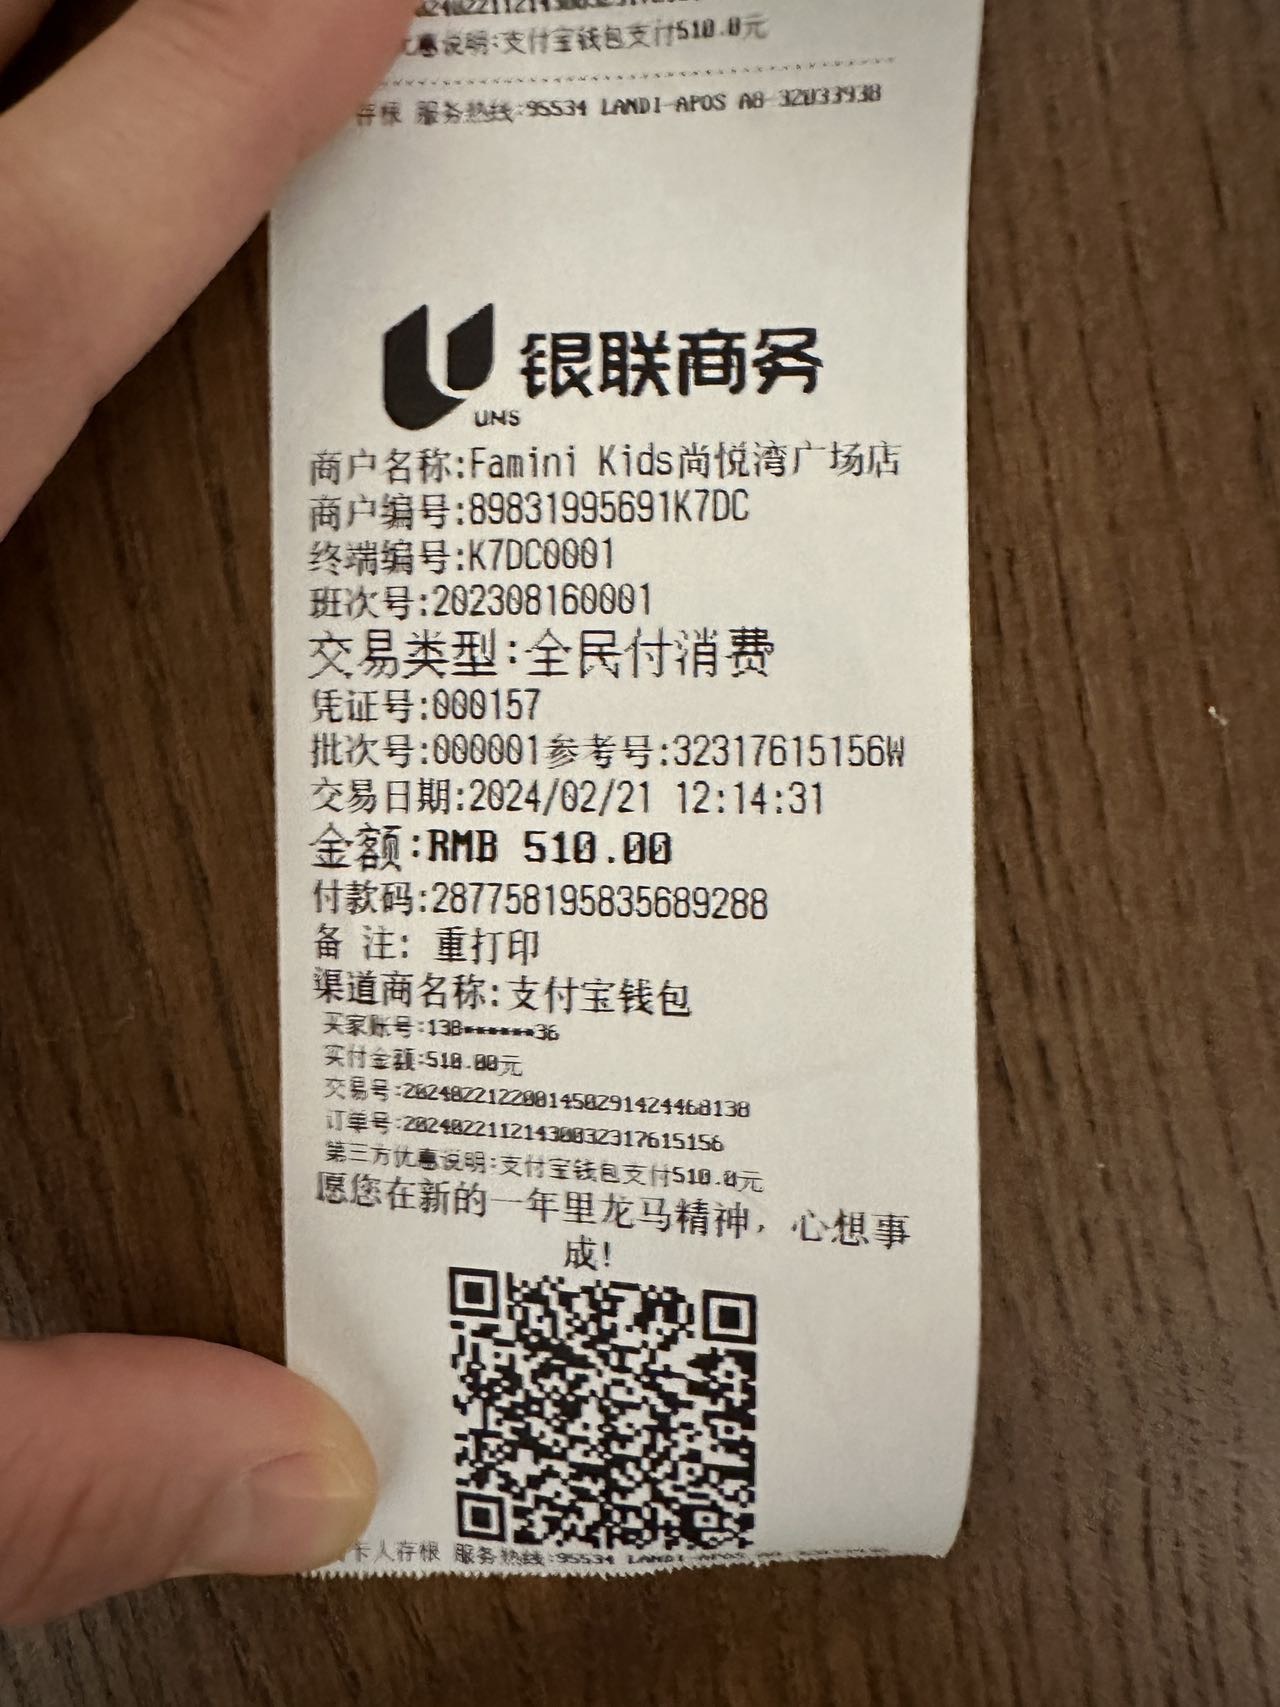 优惠说明:支付宝钱包支付510.0元
存根 服务热线:95534 LANDI-APOS A8-32033938
银联商务
UMS
商户名称:Famini Kids尚悦湾广场店
商户编号:89831995691K7DC
终端编号:K7DC0001
班次号:202308160001
交易类型:全民付消费
凭证号:000157
批次号:000001参考号:32317615156W
交易日期:2024/02/21 12:14:31
金额:RMB 510.00
付款码:287758195835689288
备 注: 重打印
渠道商名称:支付宝钱包
买家账号:138******36
实付金额:510.00元
交易号:2024022122001450291424468138
订单号:20240221121430032317615156
第三方优惠说明:支付宝钱包支付510.0元
愿您在新的一年里龙马精神，心想事
成!
卡人存根 服务热线:95534 LANDI-APOS